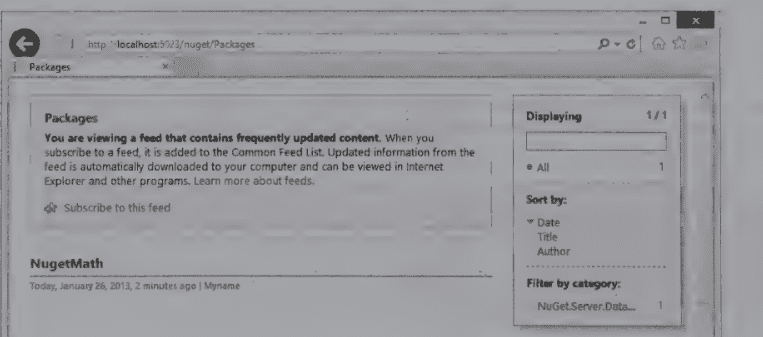 http://localhost:5923/nuget/Packages
Packages
Packages
You are viewing a feed that contains frequently updated content. When you
subscribe to a feed, it is added to the Common Feed List. Updated information from the
feed is automatically downloaded to your computer and can be viewed in Internet
Explorer and other programs. Learn more about feeds.
Subscribe to this feed
NugetMath
Today, January 26, 2013, 2 minutes ago | Myname
Displaying 1 / 1
All 1
Sort by:
Date
Title
Author
Filter by category:
NuGet.Server.Data... 1